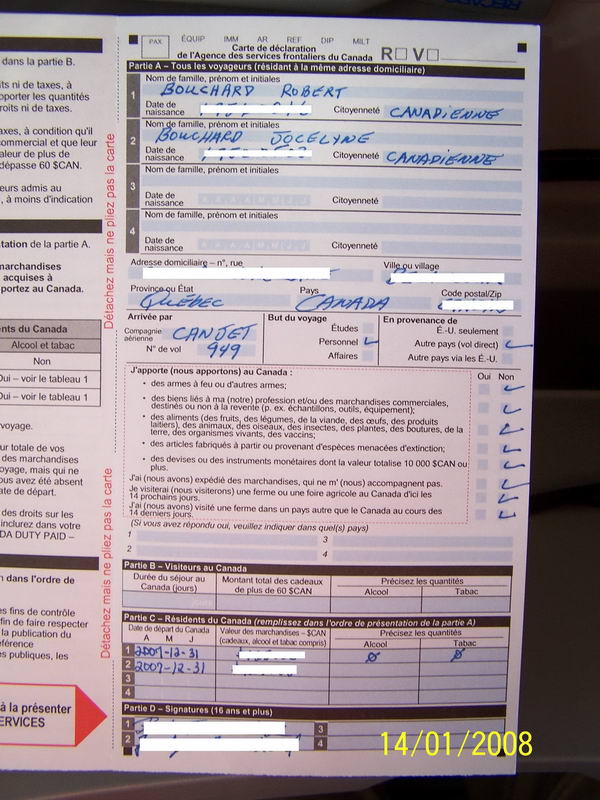 dans la partie B.
ts ni de taxes, à
pporter les quantités
roits ni de taxes.
axes, à condition qu'il
commercial et que leur
aleur de plus de
dépasse 60 $CAN.
eurs admis au
, à moins d'indication
tation de la partie A.
marchandises
acquises à
portez au Canada.
nts du Canada
Alcool et tabac
Non
Oui – voir le tableau 1
Oui – voir le tableau 1
voyage.
ur totale de vos
des marchandises
oyage, mais qui ne
us avez été absent
ate de départ.
des droits sur les
inclurez dans votre
DA DUTY PAID –
dans l'ordre de
es fins de contrôle
fin de faire respecter
la publication du
éférence
s publiques, les
à la présenter
SERVICES
Détachez mais ne pliez pas la carte
Détachez mais ne pliez pas la carte
PAX ÉQUIP IMM AR REF DIP MILT
Carte de déclaration
de l'Agence des services frontaliers du Canada R V
Partie A – Tous les voyageurs (résidant à la même adresse domiciliaire)
1 Nom de famille, prénom et initiales
BOUCHARD ROBERT
Date de naissance Citoyenneté CANADIENNE
2 Nom de famille, prénom et initiales
BOUCHARD JOCELYNE
Date de naissance Citoyenneté CANADIENNE
3 Nom de famille, prénom et initiales
Date de naissance A A A A M M J J Citoyenneté
4 Nom de famille, prénom et initiales
Date de naissance A A A A M M J J Citoyenneté
Adresse domiciliaire – n°, rue Ville ou village
Province ou État Pays Code postal/Zip
QUÉBEC CANADA
Arrivée par But du voyage En provenance de
Compagnie aérienne CANJET Études É.-U. seulement
Personnel Autre pays (vol direct)
N° de vol 949 Affaires Autre pays via les É.-U.
J'apporte (nous apportons) au Canada : Oui Non
• des armes à feu ou d'autres armes;
• des biens liés à ma (notre) profession et/ou des marchandises commerciales,
destinés ou non à la revente (p. ex. échantillons, outils, équipement);
• des aliments (des fruits, des légumes, de la viande, des œufs, des produits
laitiers), des animaux, des oiseaux, des insectes, des plantes, des boutures, de la
terre, des organismes vivants, des vaccins;
• des articles fabriqués à partir ou provenant d'espèces menacées d'extinction;
• des devises ou des instruments monétaires dont la valeur totalise 10 000 $CAN ou
plus.
J'ai (nous avons) expédié des marchandises, qui ne m' (nous) accompagnent pas.
Je visiterai (nous visiterons) une ferme ou une foire agricole au Canada d'ici les
14 prochains jours.
J'ai (nous avons) visité une ferme dans un pays autre que le Canada au cours des
14 derniers jours.
(Si vous avez répondu oui, veuillez indiquer dans quel(s) pays)
1 3
2 4
Partie B – Visiteurs au Canada
Durée du séjour au Canada (jours) Montant total des cadeaux de plus de 60 $CAN Précisez les quantités
Alcool Tabac
jours
Partie C – Résidents du Canada (remplissez dans l'ordre de présentation de la partie A)
Date de départ du Canada Valeur des marchandises – $CAN Précisez les quantités
A M J (cadeaux, alcool et tabac compris) Alcool Tabac
1 2007-12-31 Ø Ø
2 2007-12-31
3
4
Partie D – Signatures (16 ans et plus)
1 3
2 4
14/01/2008